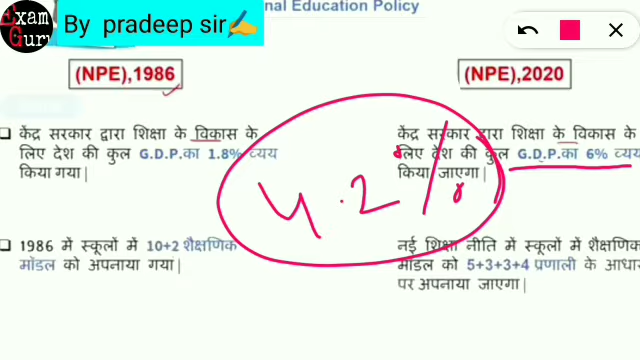 Exam
Guru
By pradeep sir✍
nal Education Policy
(NPE),1986
(NPE),2020
केंद्र सरकार द्वारा शिक्षा के विकास के
लिए देश की कुल G.D.P.का 1.8% व्यय
किया गया|
केंद्र सरकार द्वारा शिक्षा के विकास के
लिए देश की कुल G.D.P.का 6% व्यय
किया जाएगा|
4.2%
1986 में स्कूलों में 10+2 शैक्षणिक
मॉडल को अपनाया गया|
नई शिक्षा नीति में स्कूलों में शैक्षणिक
मॉडल को 5+3+3+4 प्रणाली के आधार
पर अपनाया जाएगा|